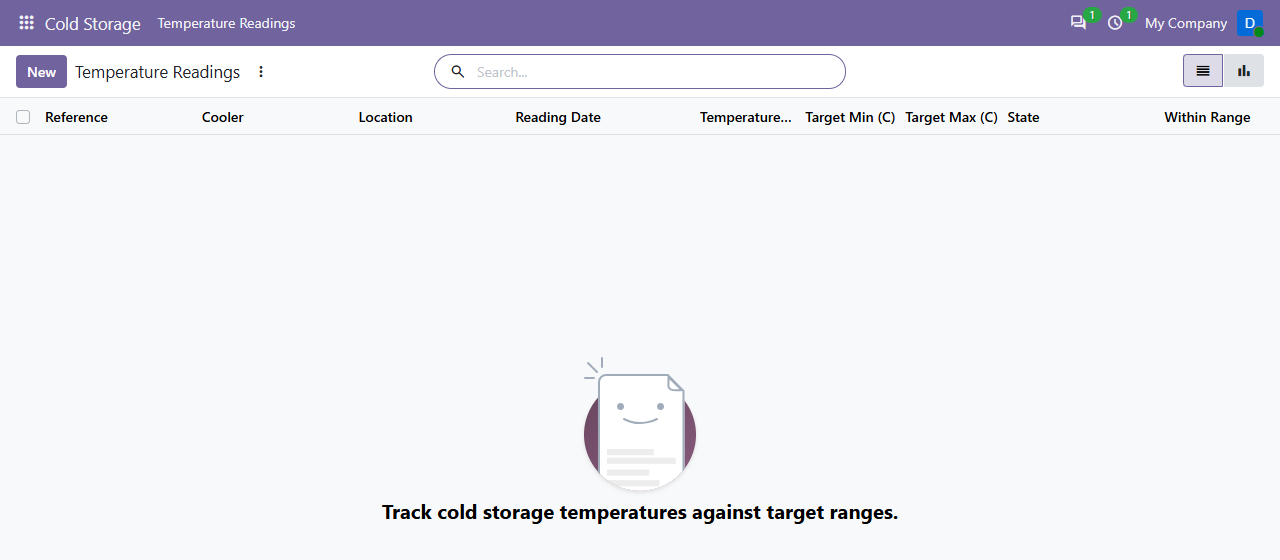 Cold Storage Temperature Readings 1 1 My Company D
New Temperature Readings Search...
Reference Cooler Location Reading Date Temperature... Target Min (C) Target Max (C) State Within Range
Track cold storage temperatures against target ranges.